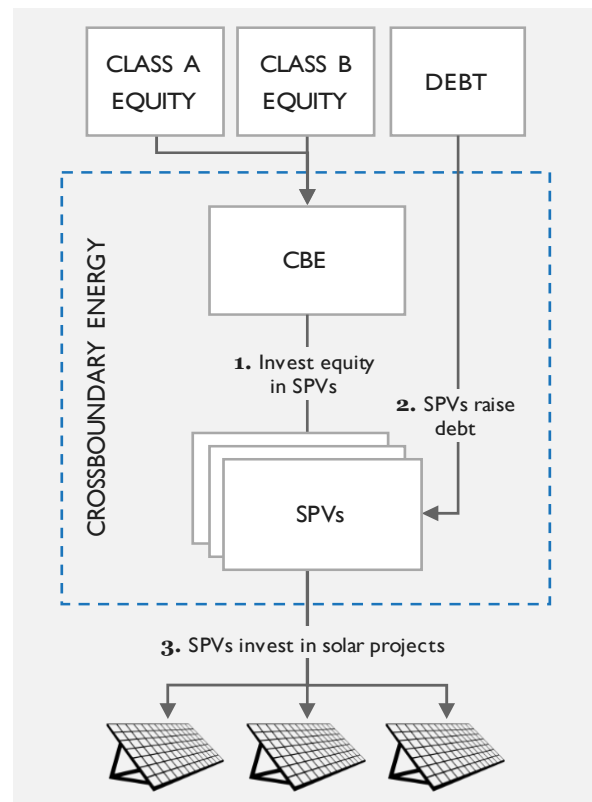 CLASS A
EQUITY
CLASS B
EQUITY
DEBT
CROSSBOUNDARY ENERGY
CBE
1. Invest equity
in SPVs
2. SPVs raise
debt
SPVs
3. SPVs invest in solar projects